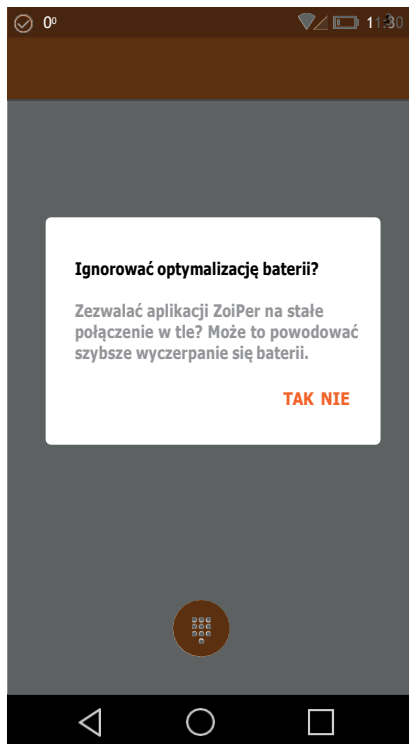 0⁰ 11:30
Ignorować optymalizację baterii?
Zezwalać aplikacji ZoiPer na stałe
połączenie w tle? Może to powodować
szybsze wyczerpanie się baterii.
TAK NIE